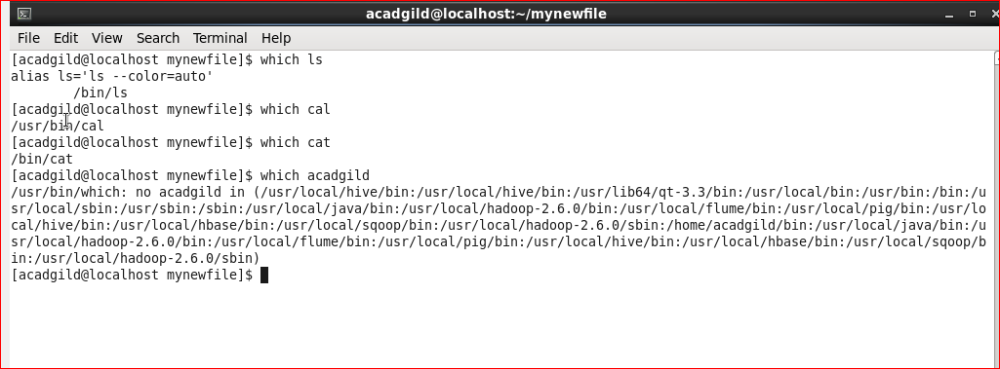 acadgild@localhost:~/mynewfile
File Edit View Search Terminal Help
[acadgild@localhost mynewfile]$ which ls
alias ls='ls --color=auto'
        /bin/ls
[acadgild@localhost mynewfile]$ which cal
/usr/bin/cal
[acadgild@localhost mynewfile]$ which cat
/bin/cat
[acadgild@localhost mynewfile]$ which acadgild
/usr/bin/which: no acadgild in (/usr/local/hive/bin:/usr/local/hive/bin:/usr/lib64/qt-3.3/bin:/usr/local/bin:/usr/bin:/bin:/u
sr/local/sbin:/usr/sbin:/sbin:/usr/local/java/bin:/usr/local/hadoop-2.6.0/bin:/usr/local/flume/bin:/usr/local/pig/bin:/usr/lo
cal/hive/bin:/usr/local/hbase/bin:/usr/local/sqoop/bin:/usr/local/hadoop-2.6.0/sbin:/home/acadgild/bin:/usr/local/java/bin:/u
sr/local/hadoop-2.6.0/bin:/usr/local/flume/bin:/usr/local/pig/bin:/usr/local/hive/bin:/usr/local/hbase/bin:/usr/local/sqoop/b
in:/usr/local/hadoop-2.6.0/sbin)
[acadgild@localhost mynewfile]$